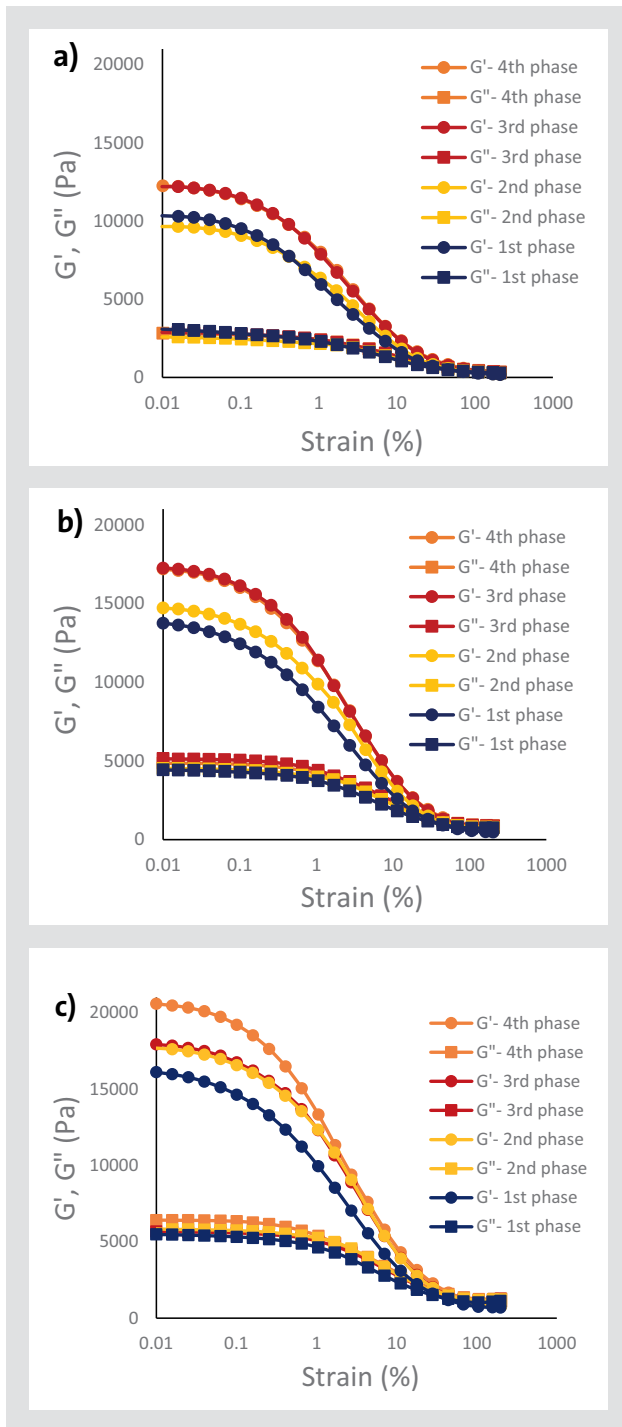 a)
20000
15000
10000
5000
0
G', G" (Pa)
0.01 0.1 1 10 100 1000
Strain (%)
G'- 4th phase
G"- 4th phase
G'- 3rd phase
G"- 3rd phase
G'- 2nd phase
G"- 2nd phase
G'- 1st phase
G"- 1st phase
b)
20000
15000
10000
5000
0
G', G" (Pa)
0.01 0.1 1 10 100 1000
Strain (%)
G'- 4th phase
G"- 4th phase
G'- 3rd phase
G"- 3rd phase
G'- 2nd phase
G"- 2nd phase
G'- 1st phase
G"- 1st phase
c)
20000
15000
10000
5000
0
G', G" (Pa)
0.01 0.1 1 10 100 1000
Strain (%)
G'- 4th phase
G"- 4th phase
G'- 3rd phase
G"- 3rd phase
G'- 2nd phase
G"- 2nd phase
G'- 1st phase
G"- 1st phase